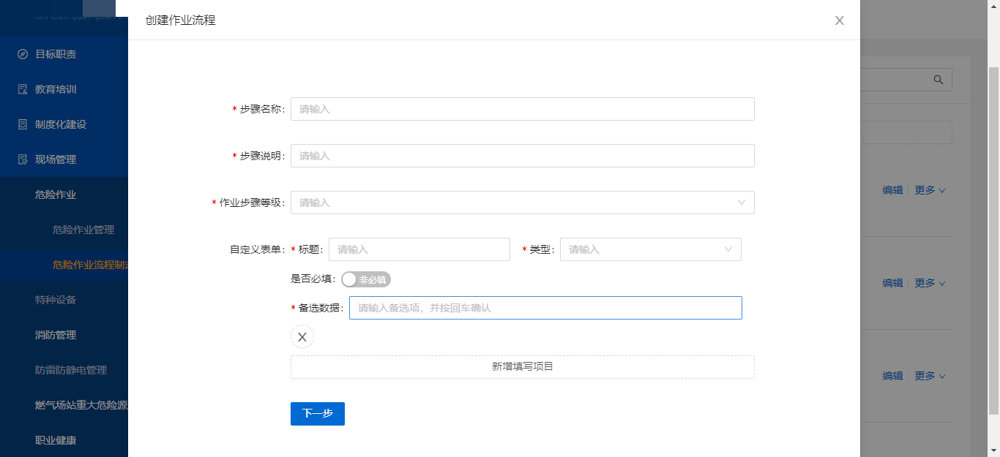 创建作业流程
X
目标职责
教育培训
制度化建设
现场管理
危险作业
危险作业管理
危险作业流程制定
特种设备
消防管理
防雷防静电管理
燃气场站重大危险源
职业健康
* 步骤名称: 请输入
* 步骤说明: 请输入
* 作业步骤等级: 请输入
自定义表单: * 标题: 请输入 * 类型: 请输入
是否必填: 非必填
* 备选数据: 请输入备选项，并按回车确认
X
新增填写项目
下一步
编辑 更多
编辑 更多
编辑 更多